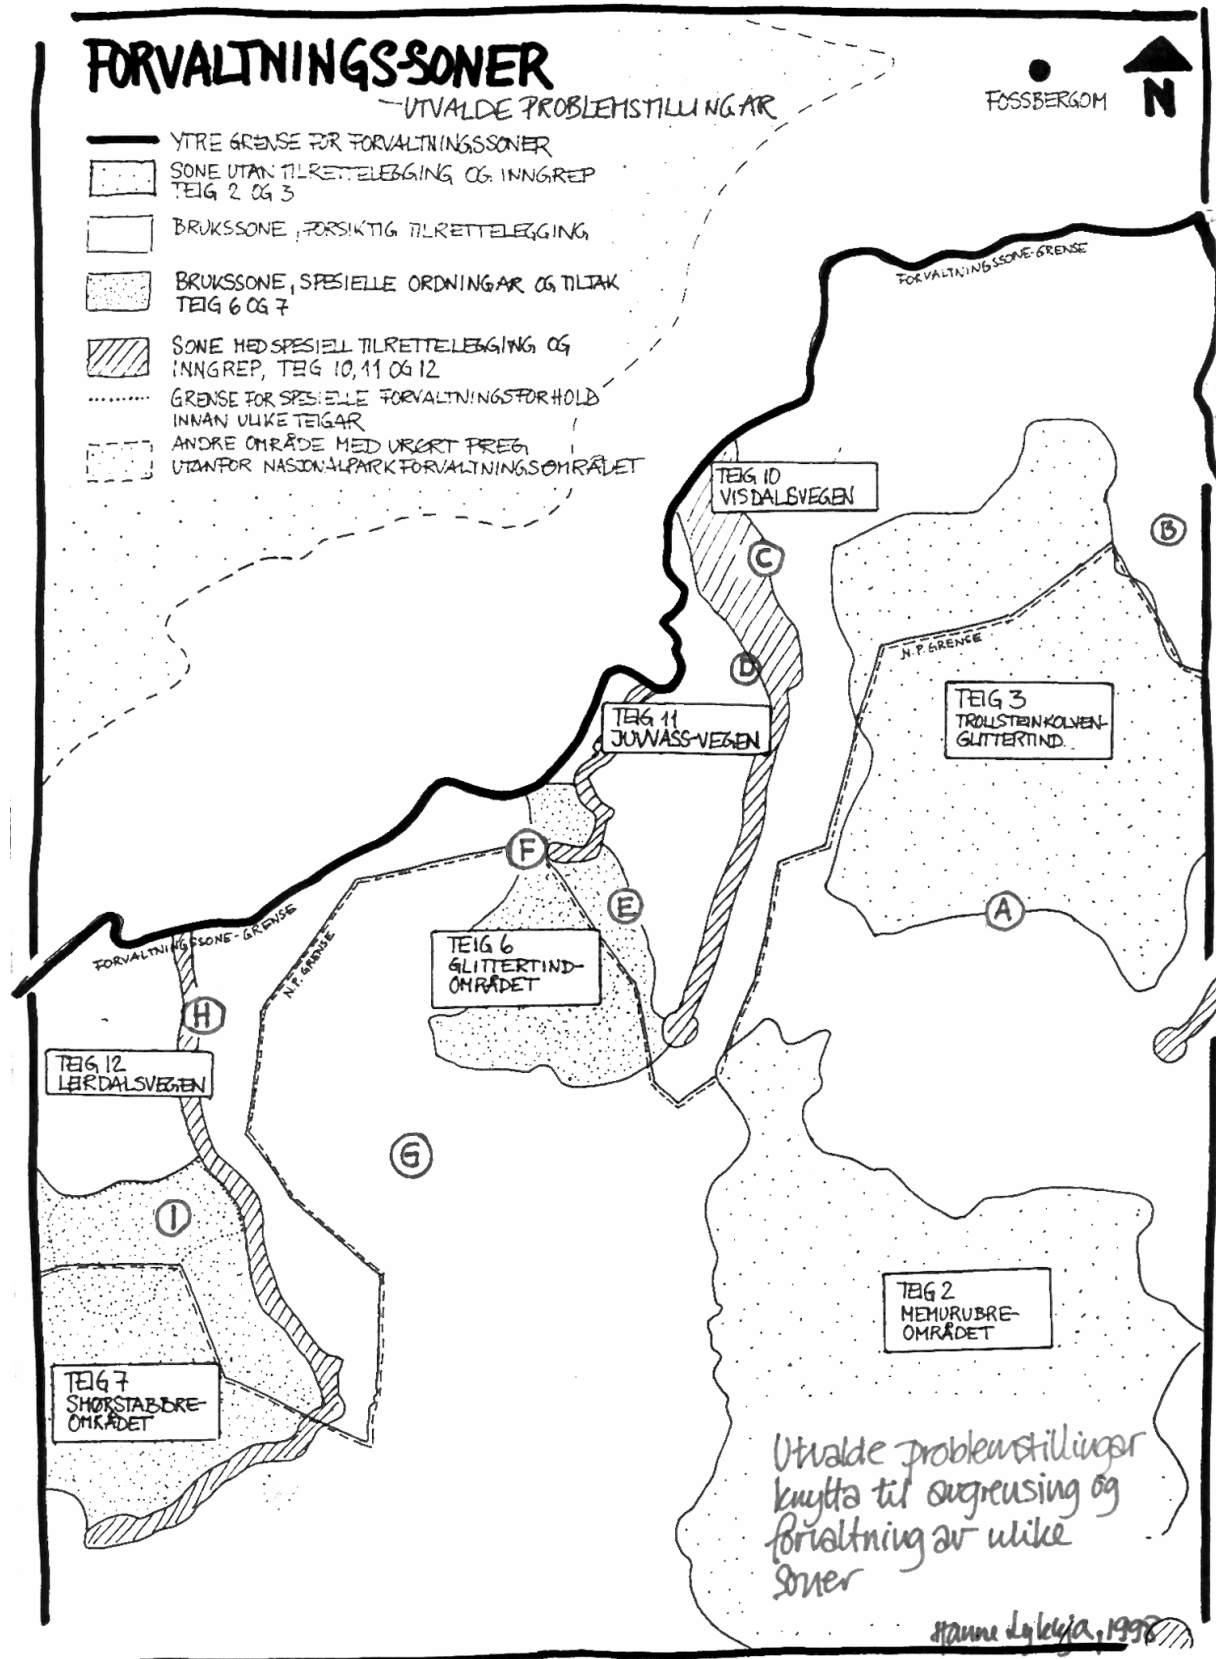 FORVALTNINGS-SONER
- UTVALDE PROBLEMSTILLINGAR
FOSSBERGOM
N
YTRE GRENSE FOR FORVALTNINGSSONER
SONE UTAN TILRETTELEGGING OG INNGREP
TEIG 2 OG 3
BRUKSSONE, FORSIKTIG TILRETTELEGGING
BRUKSSONE, SPESIELLE ORDNINGAR OG TILTAK
TEIG 6 OG 7
SONE MED SPESIELL TILRETTELEGGING OG
INNGREP, TEIG 10, 11 OG 12
GRENSE FOR SPESIELLE FORVALTNINGSFORHOLD
INNAN ULIKE TEIGAR
ANDRE OMRÅDE MED URØRT PREG
UTANFOR NASJONALPARKFORVALTNINGSOMRÅDET
FORVALTNINGSSONE-GRENSE
TEIG 10
VISDALSVEGEN
B
C
N.P. GRENSE
D
TEIG 3
TROLLSTEINKOLVEN-
GLITTERTIND
TEIG 11
JUVVASS-VEGEN
F
E
A
FORVALTNINGSSONE-GRENSE
N.P. GRENSE
TEIG 6
GLITTERTIND-
OMRÅDET
H
TEIG 12
LEIRDALSVEGEN
G
I
TEIG 2
MEMURUBRE-
OMRÅDET
TEIG 7
SMØRSTABBRE-
OMRÅDET
Utvalde problemstillingar
knytta til avgrensing og
forvaltning av ulike
soner
Hanne Lykkja, 1998